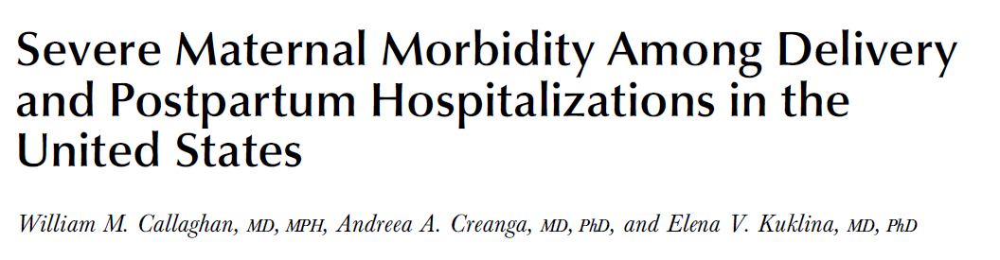 Severe Maternal Morbidity Among Delivery
and Postpartum Hospitalizations in the
United States
William M. Callaghan, MD, MPH, Andreea A. Creanga, MD, PhD, and Elena V. Kuklina, MD, PhD